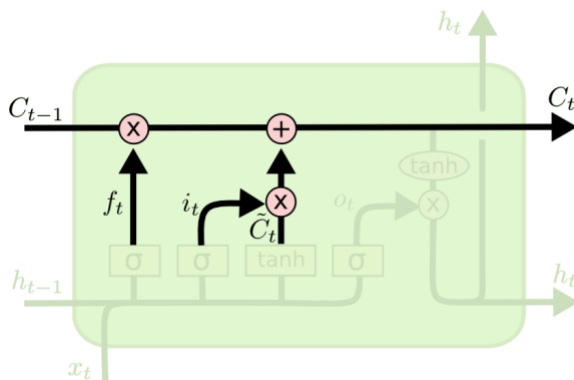 h_t
C_{t-1}
C_t
×
+
tanh
f_t
i_t
×
o_t
×
C̃_t
σ
σ
tanh
σ
h_{t-1}
h_t
x_t